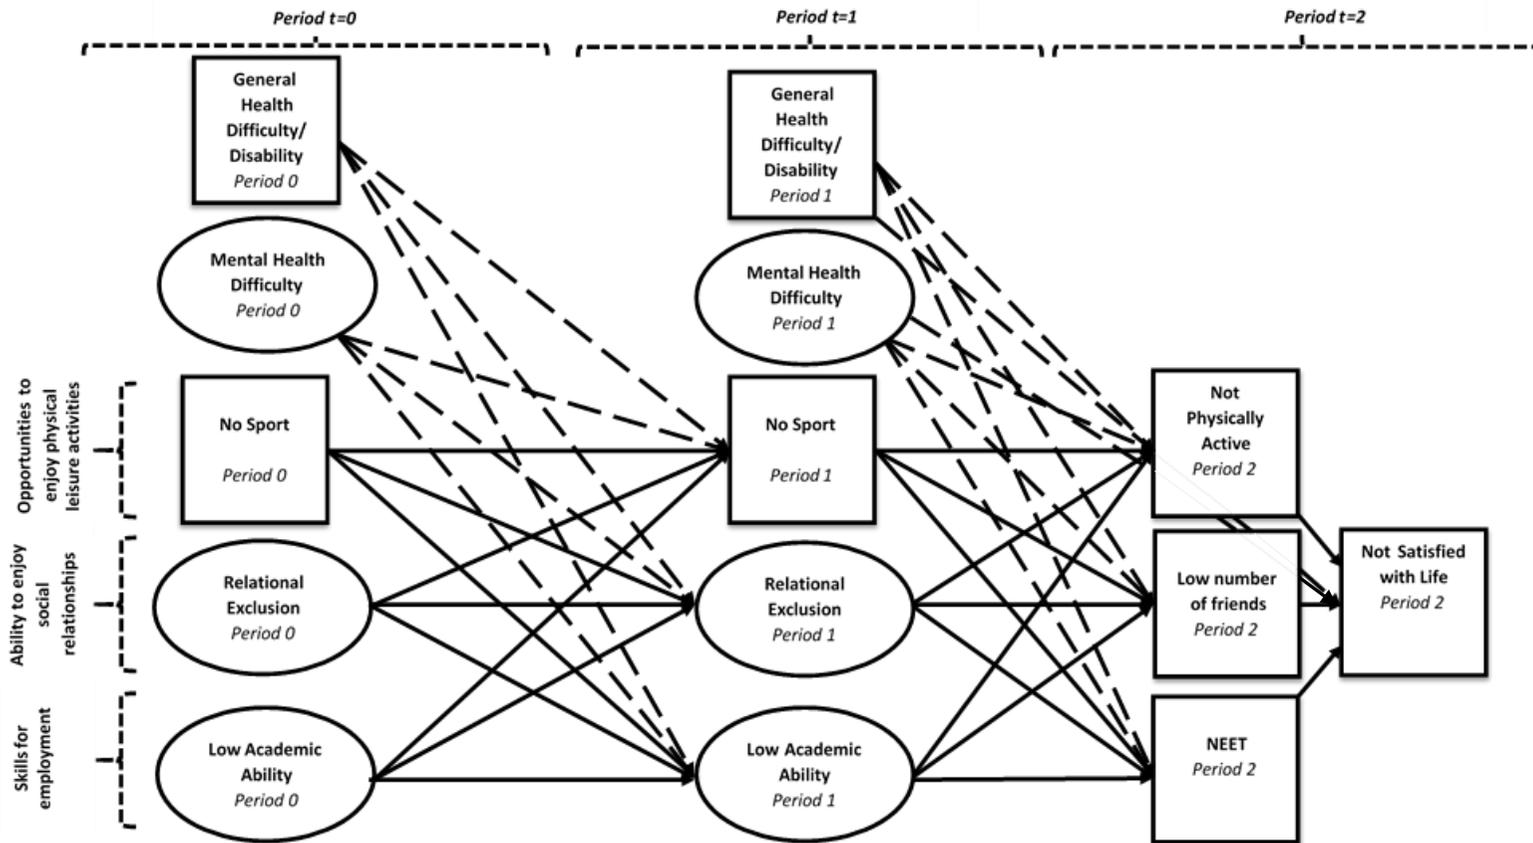 Period t=0
Period t=1
Period t=2
General
Health
Difficulty/
Disability
Period 0
General
Health
Difficulty/
Disability
Period 1
Mental Health
Difficulty
Period 0
Mental Health
Difficulty
Period 1
Opportunities to
enjoy physical
leisure activities
No Sport
Period 0
No Sport
Period 1
Not
Physically
Active
Period 2
Ability to enjoy
social
relationships
Relational
Exclusion
Period 0
Relational
Exclusion
Period 1
Low number
of friends
Period 2
Not Satisfied
with Life
Period 2
Skills for
employment
Low Academic
Ability
Period 0
Low Academic
Ability
Period 1
NEET
Period 2